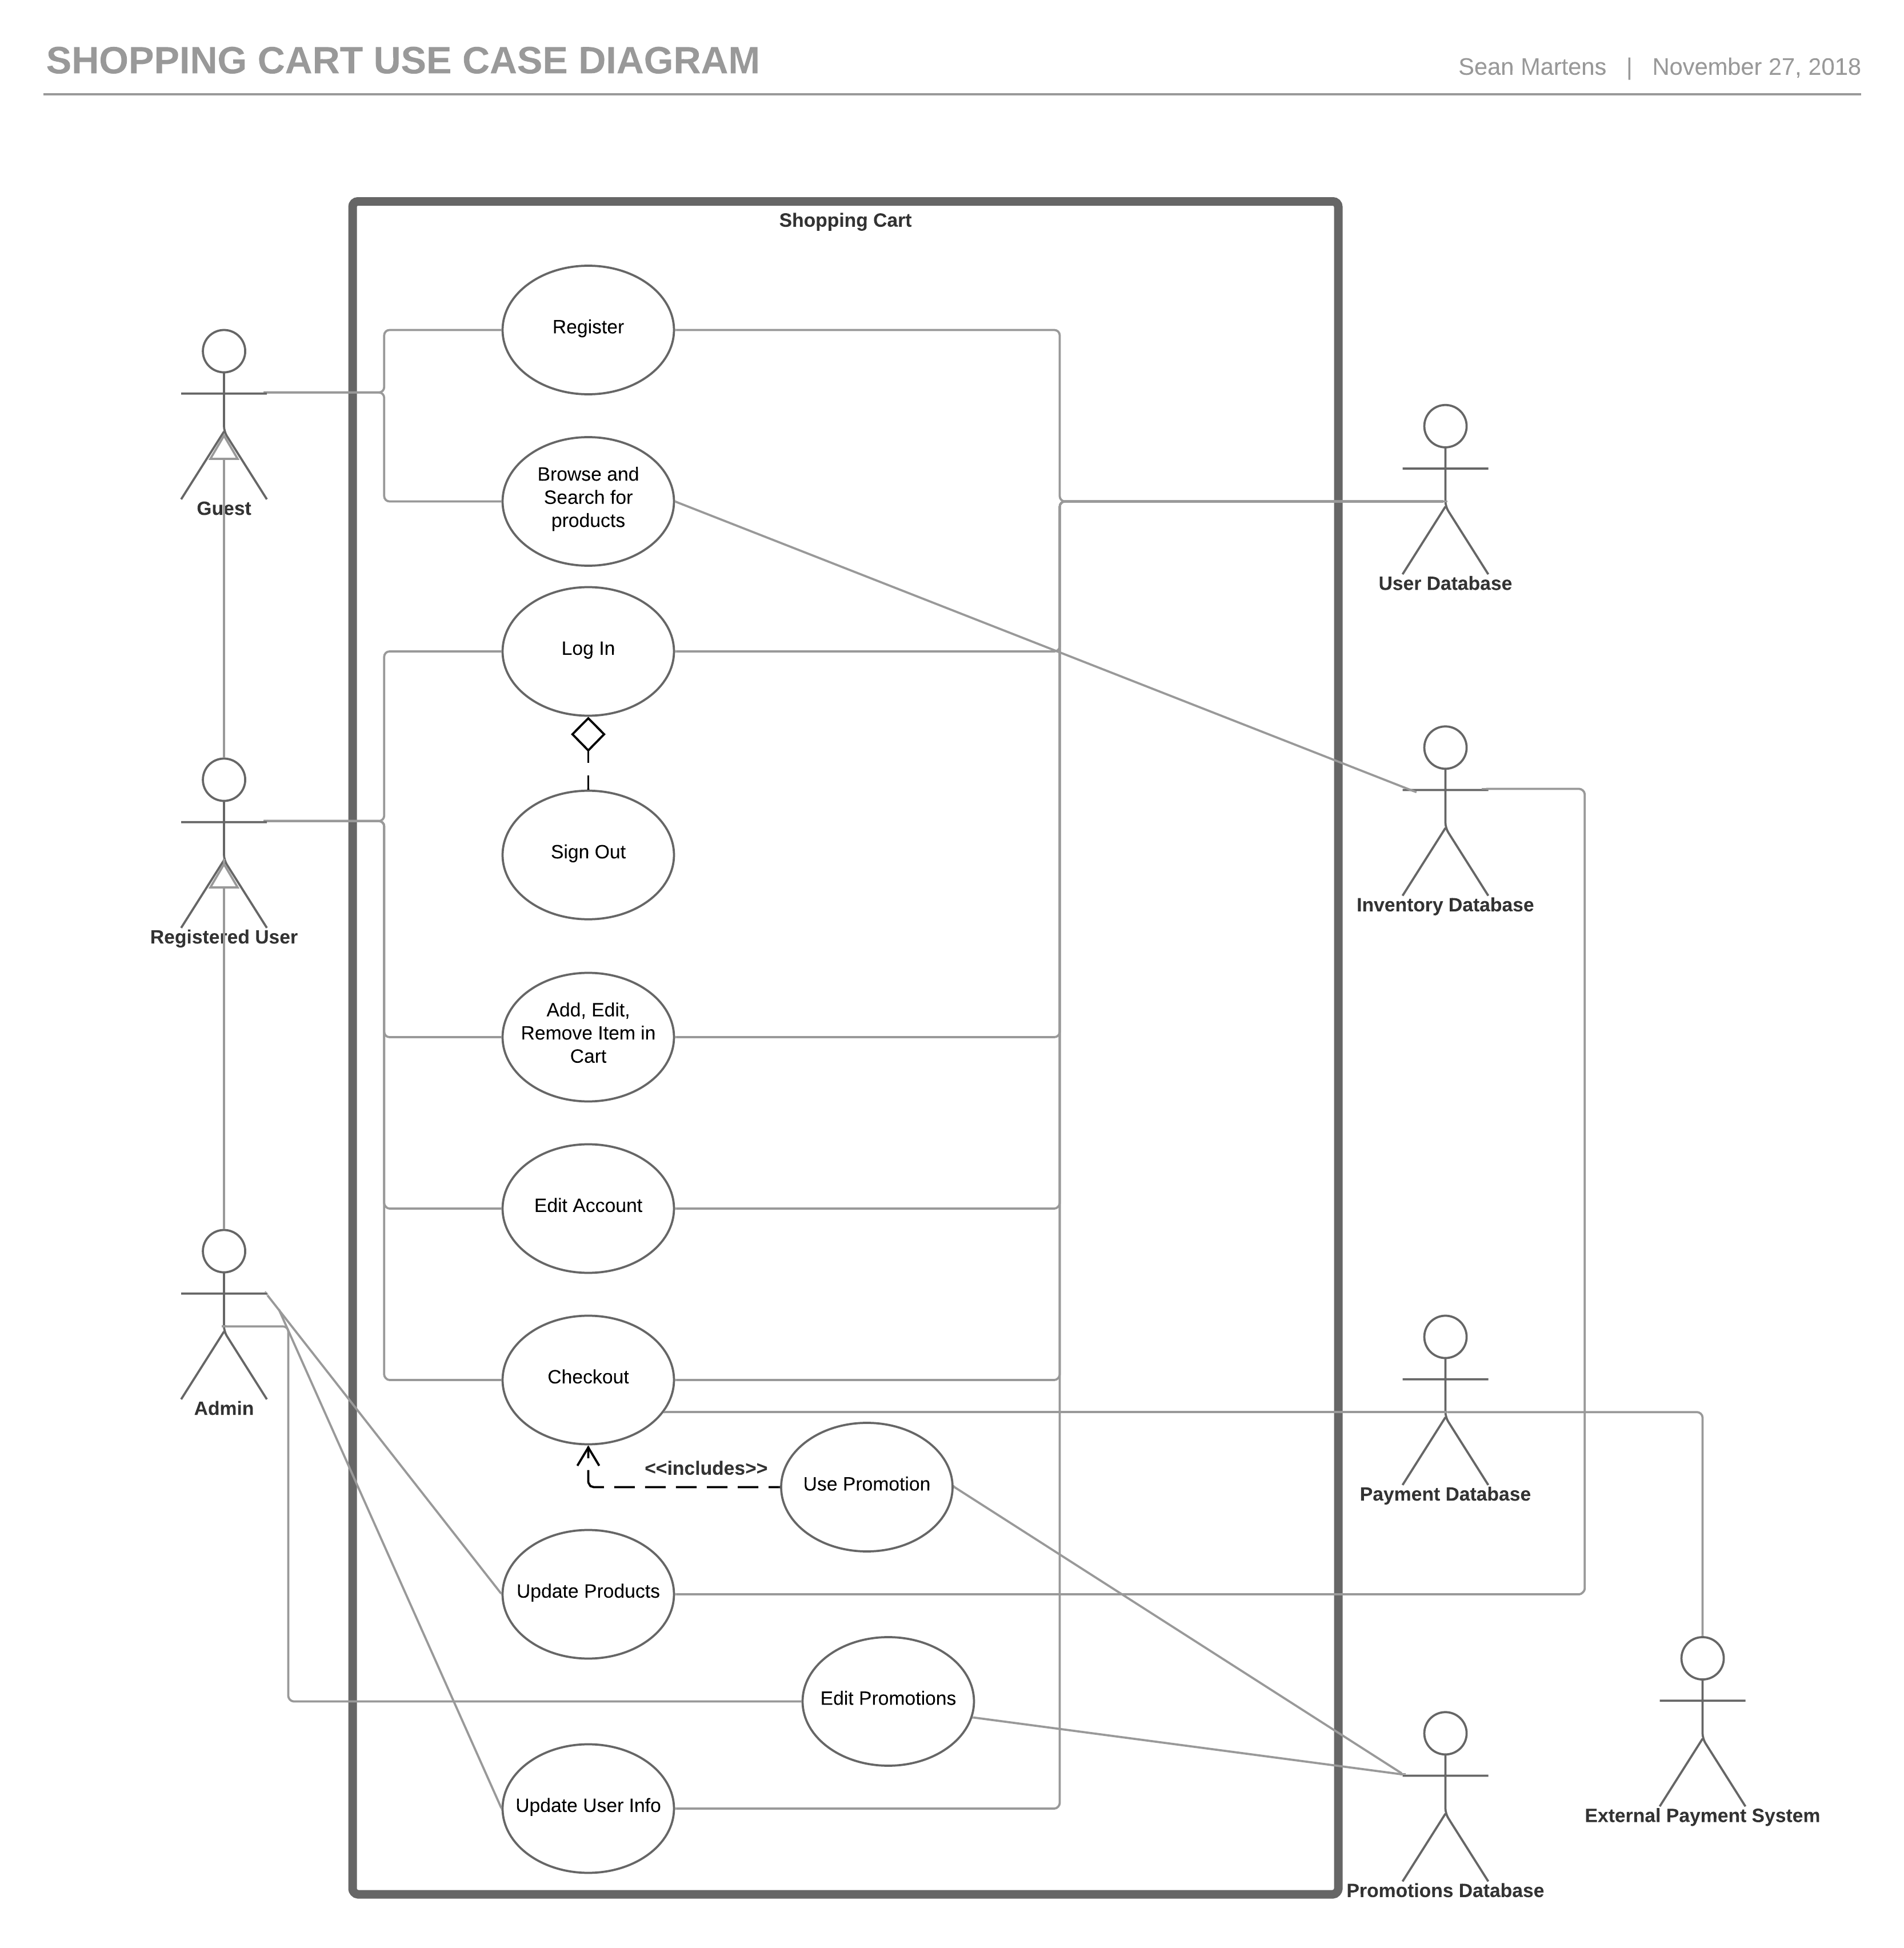 SHOPPING CART USE CASE DIAGRAM
Sean Martens | November 27, 2018
Shopping Cart
Register
Guest
Browse and
Search for
products
User Database
Log In
Sign Out
Registered User
Inventory Database
Add, Edit,
Remove Item in
Cart
Edit Account
Admin
Checkout
<<includes>>
Use Promotion
Payment Database
Update Products
Edit Promotions
Update User Info
External Payment System
Promotions Database